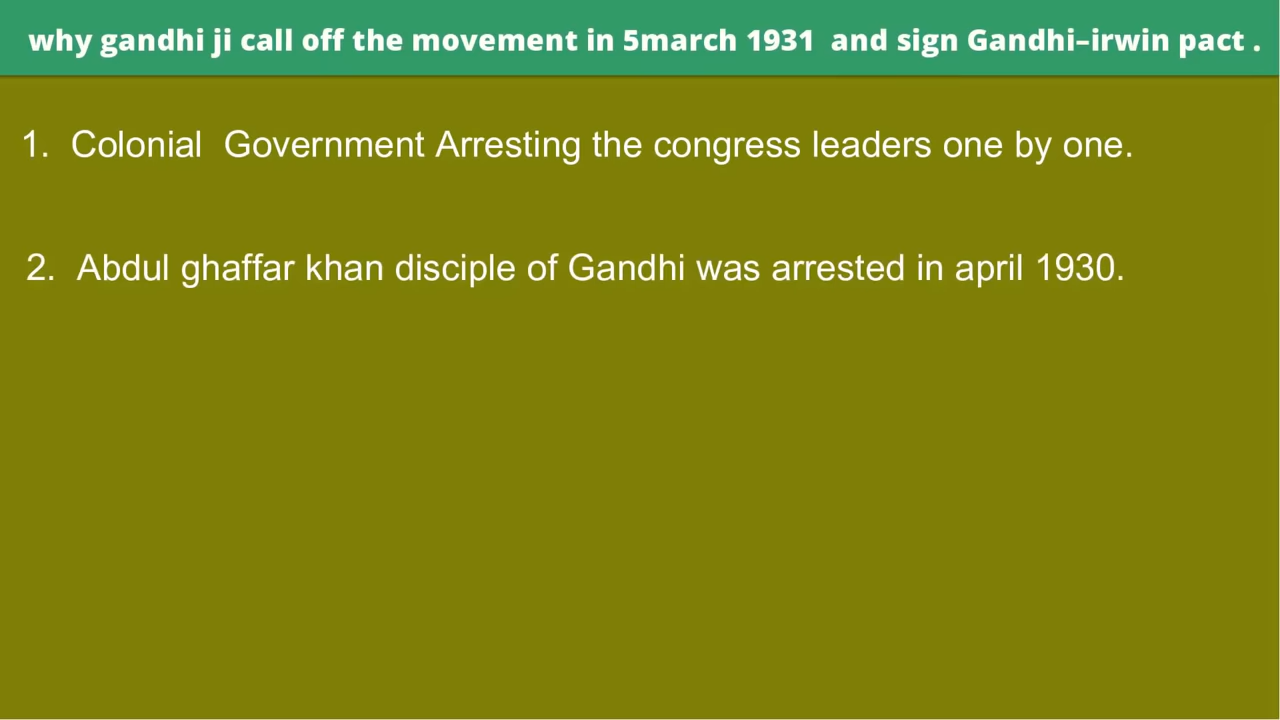 why gandhi ji call off the movement in 5march 1931 and sign Gandhi–irwin pact .
1. Colonial Government Arresting the congress leaders one by one.
2. Abdul ghaffar khan disciple of Gandhi was arrested in april 1930.